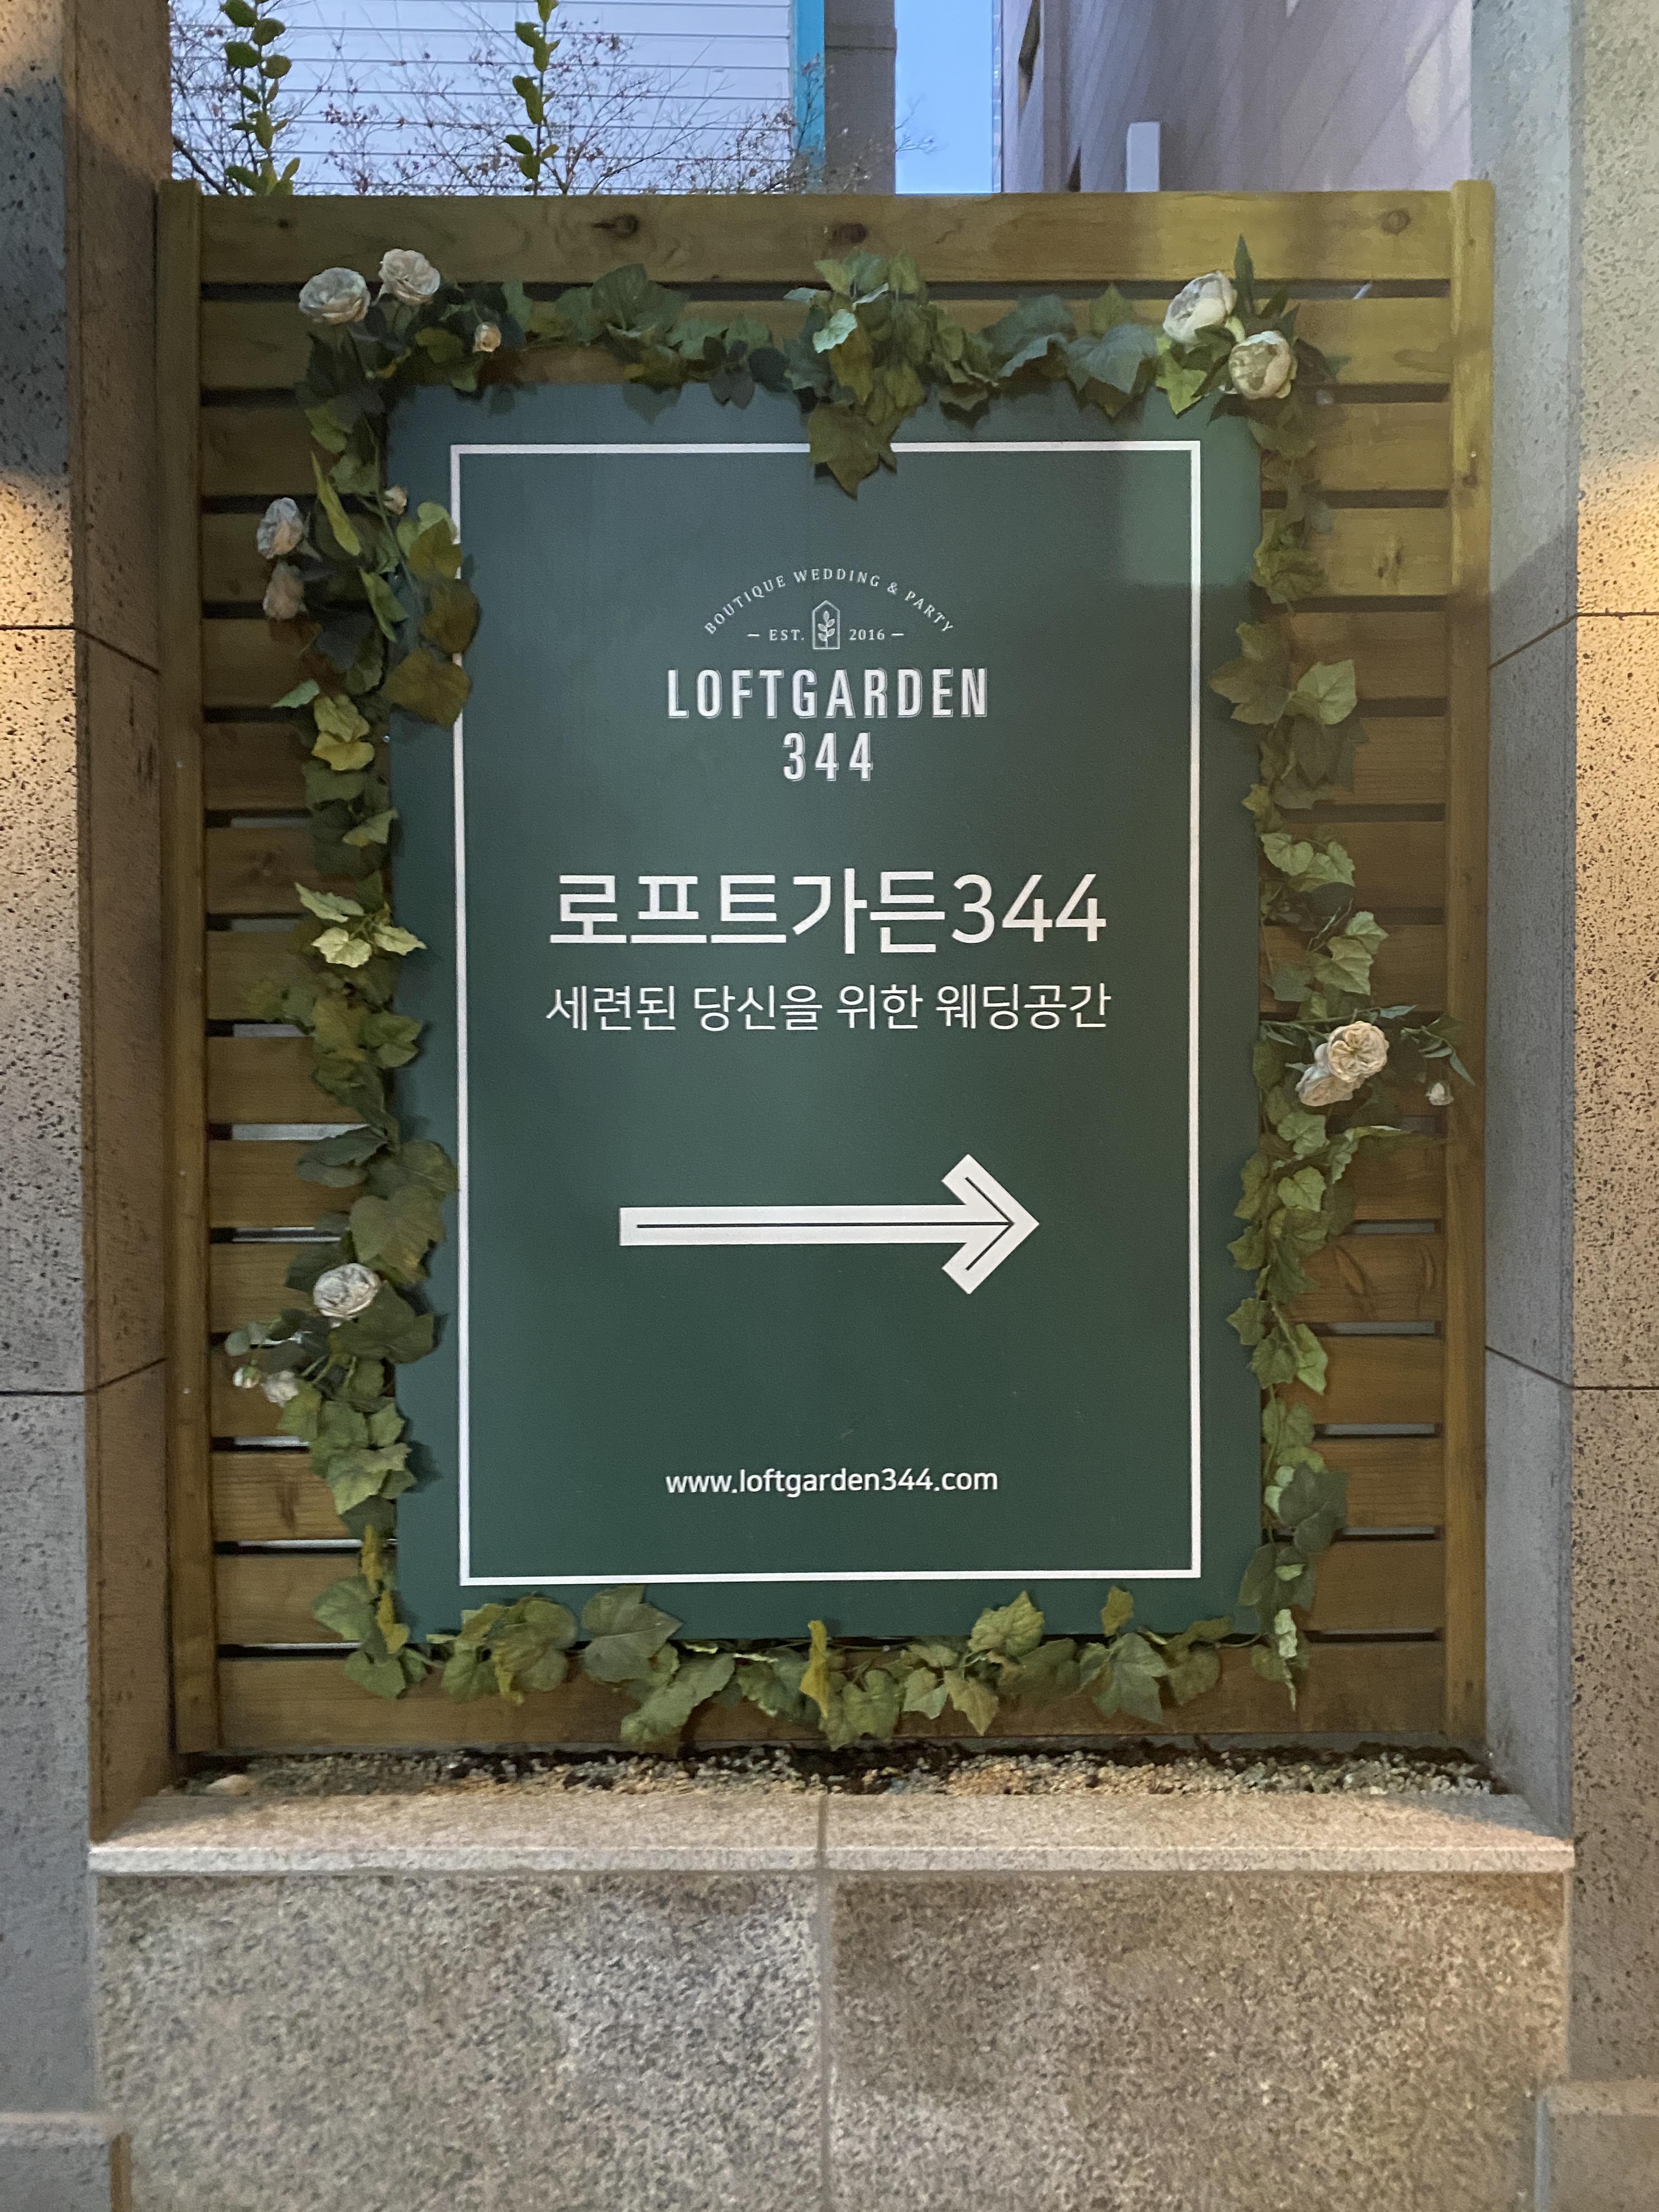 BOUTIQUE WEDDING & PARTY
EST. 2016
LOFTGARDEN
344
로프트가든344
세련된 당신을 위한 웨딩공간
www.loftgarden344.com